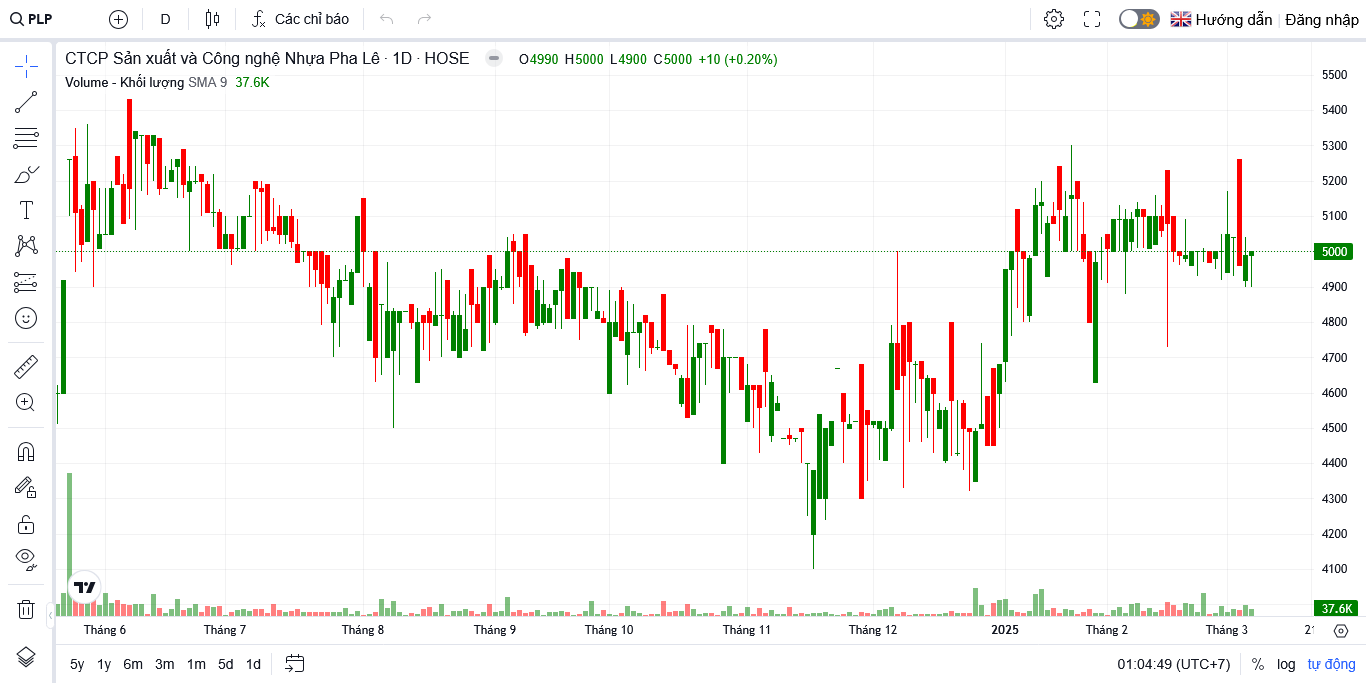 PLP D Các chỉ báo Hướng dẫn Đăng nhập
CTCP Sản xuất và Công nghệ Nhựa Pha Lê · 1D · HOSE O4990 H5000 L4900 C5000 +10 (+0.20%)
Volume - Khối lượng SMA 9 37.6K
5500
5400
5300
5200
5100
5000
4900
4800
4700
4600
4500
4400
4300
4200
4100
37.6K
Tháng 6 Tháng 7 Tháng 8 Tháng 9 Tháng 10 Tháng 11 Tháng 12 2025 Tháng 2 Tháng 3
5y 1y 6m 3m 1m 5d 1d 01:04:49 (UTC+7) % log tự động